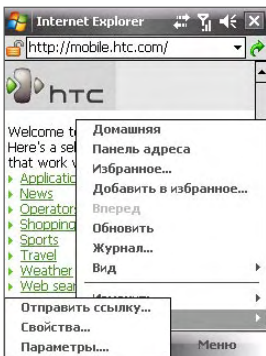 Internet Explorer
http://mobile.htc.com/
hTC
Welcome t
Here's a sel
that work v
Applicatio
News
Operators
Shopping
Sports
Travel
Weather
Web sear
Домашняя
Панель адреса
Избранное...
Добавить в избранное...
Вперед
Обновить
Журнал...
Вид
Отправить ссылку...
Свойства...
Параметры....
Меню